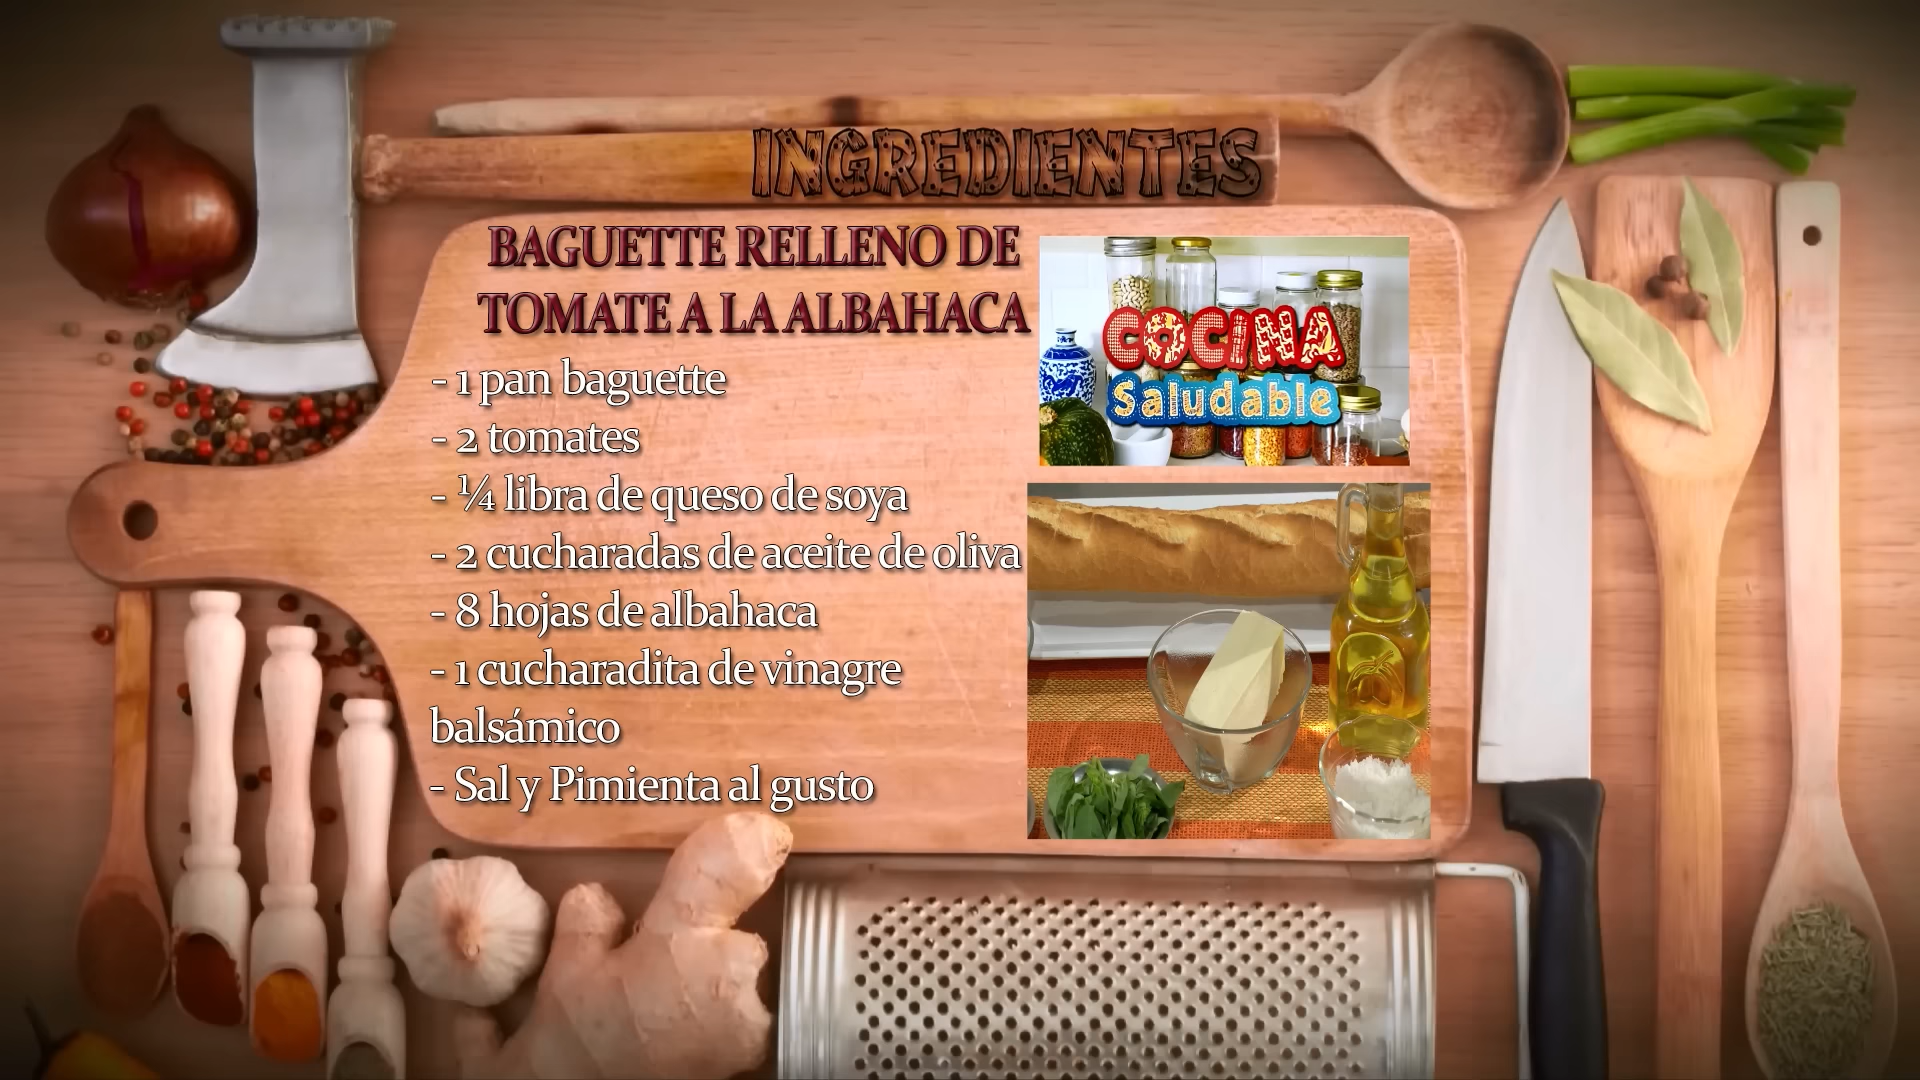 INGREDIENTES
BAGUETTE RELLENO DE
TOMATE A LA ALBAHACA
- 1 pan baguette
- 2 tomates
- ¼ libra de queso de soya
- 2 cucharadas de aceite de oliva
- 8 hojas de albahaca
- 1 cucharadita de vinagre
balsámico
- Sal y Pimienta al gusto
COCINA
Saludable